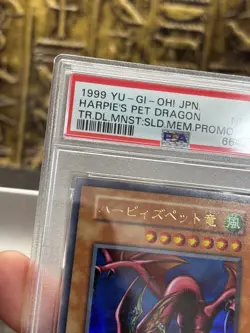 1999 YU-GI-OH! JPN.
HARPIE'S PET DRAGON
TR.DL.MNST:SLD.MEM.PROMO
PSA
ハーピィズペット竜 風